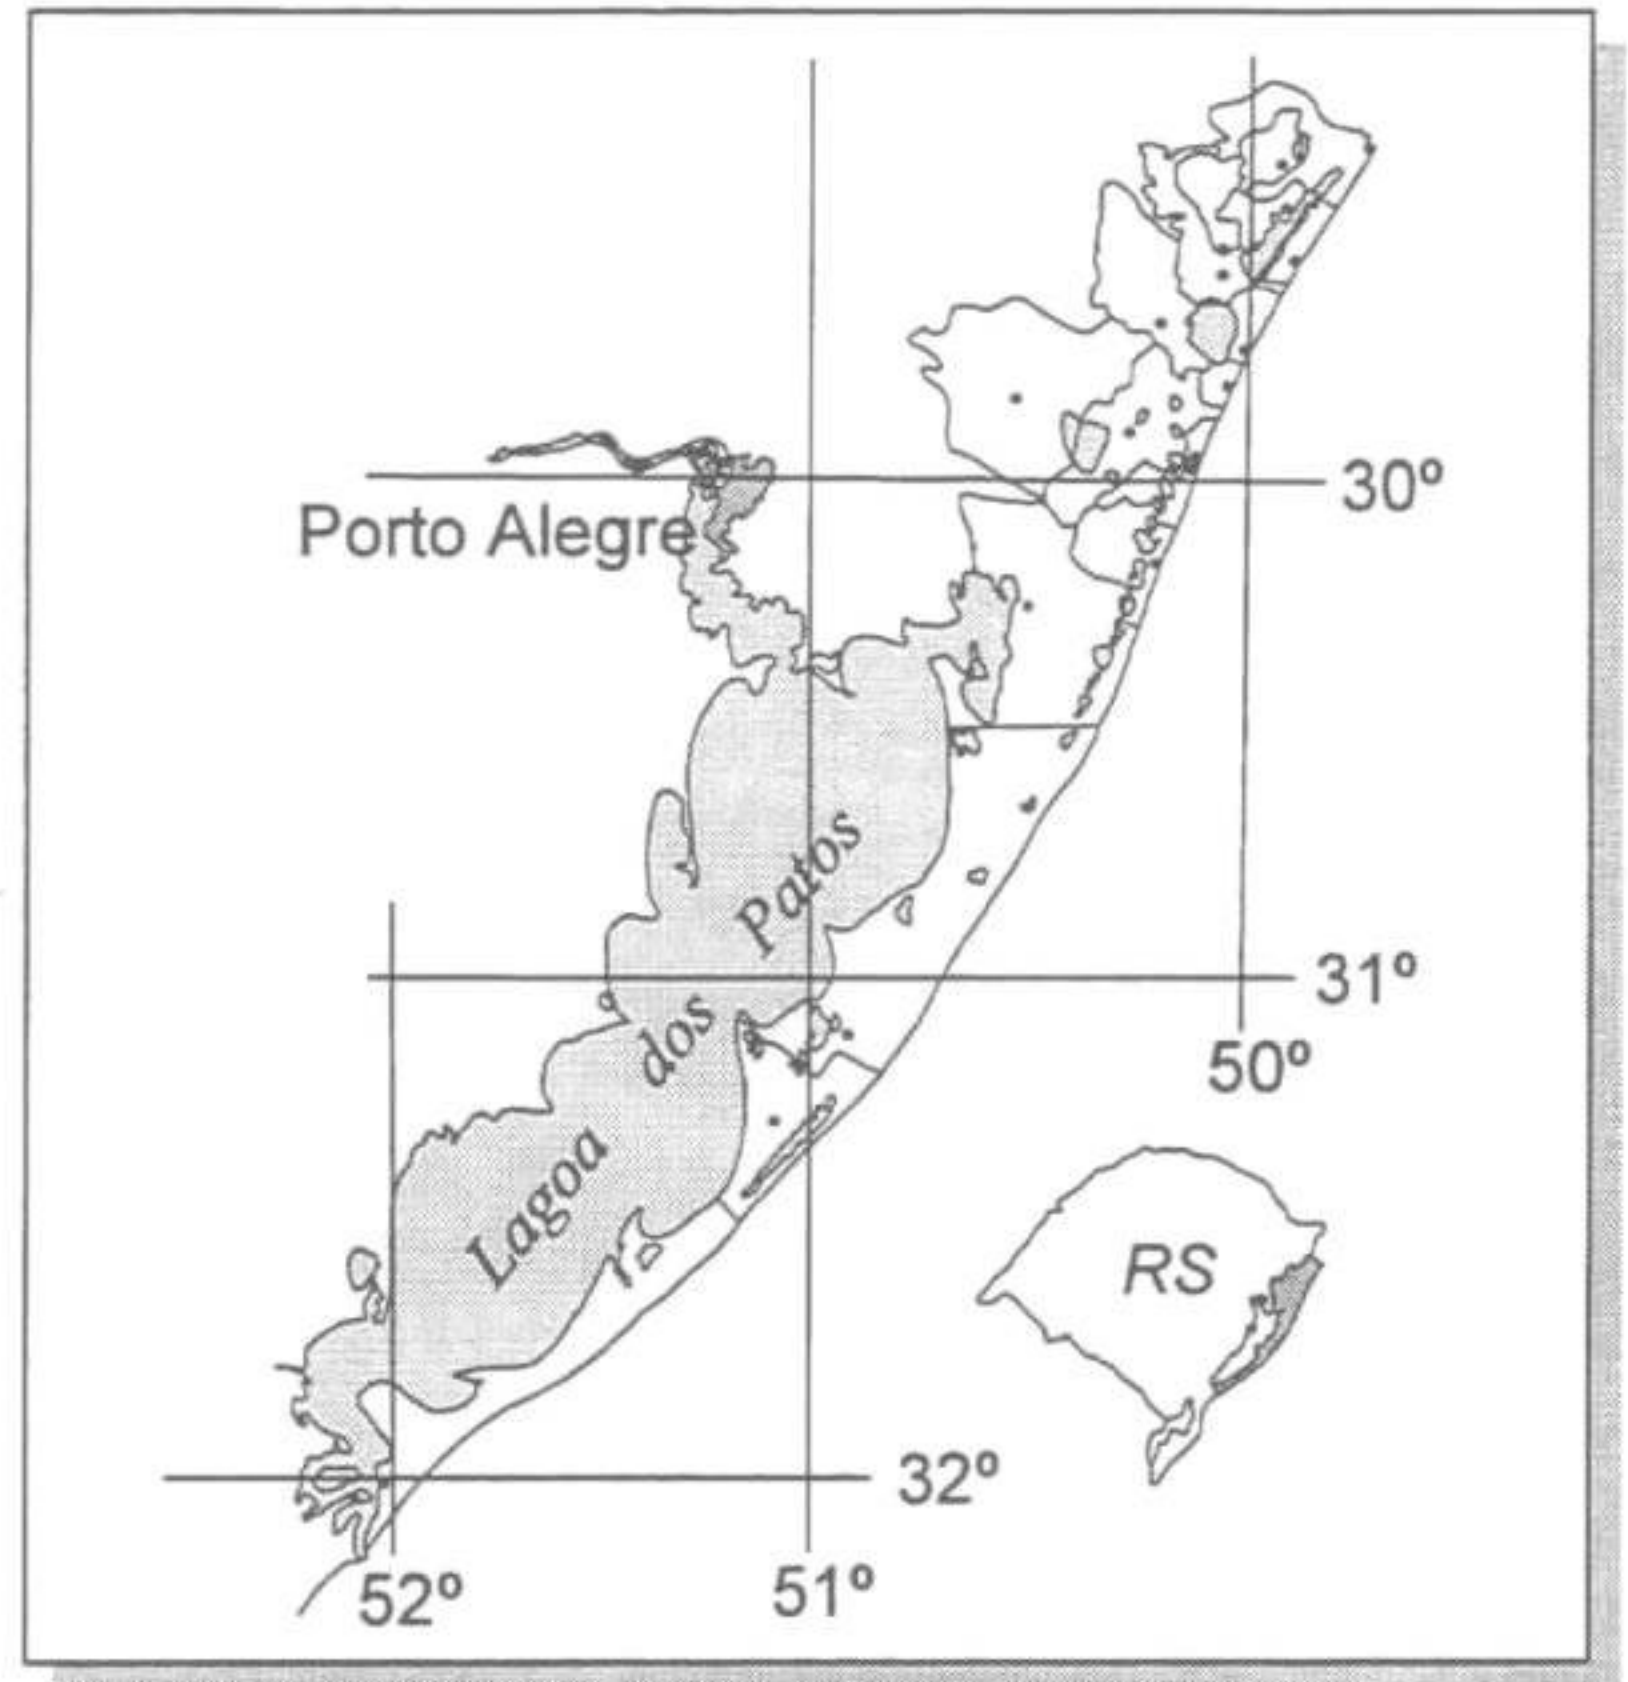 30º
Porto Alegre
Patos
31º
dos
50º
Lagoa
RS
32º
52º
51º